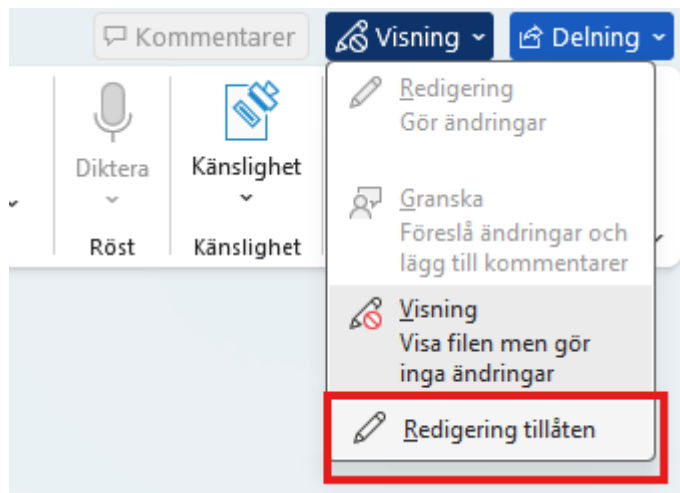 Kommentarer
Visning
Delning
Diktera
Röst
Känslighet
Känslighet
Redigering
Gör ändringar
Granska
Föreslå ändringar och
lägg till kommentarer
Visning
Visa filen men gör
inga ändringar
Redigering tillåten